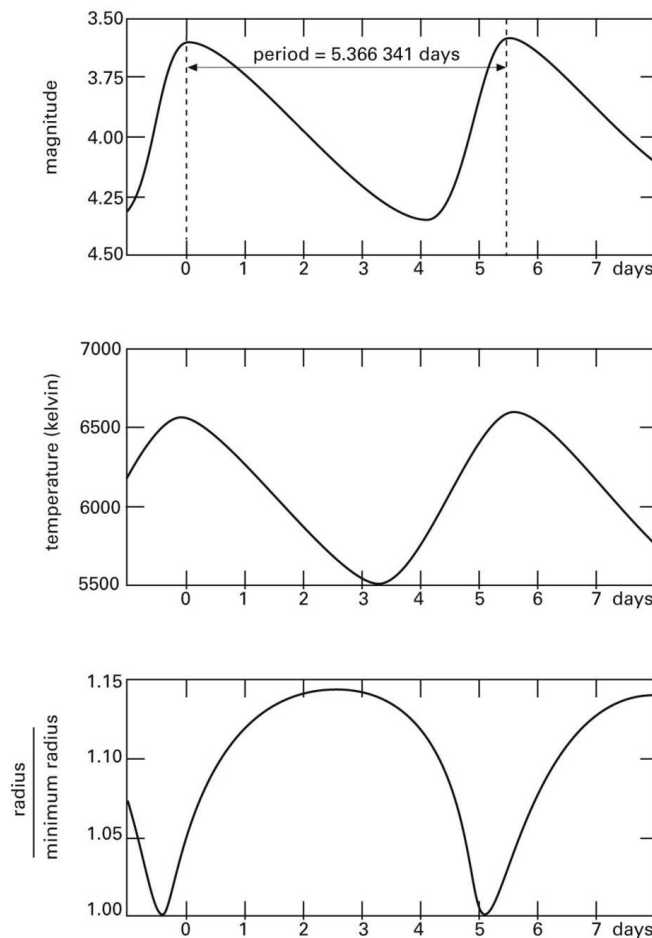 3.50
period = 5.366 341 days
3.75
magnitude
4.00
4.25
4.50
0 1 2 3 4 5 6 7 days
7000
6500
temperature (kelvin)
6000
5500
0 1 2 3 4 5 6 7 days
1.15
1.10
radius
minimum radius
1.05
1.00
0 1 2 3 4 5 6 7 days